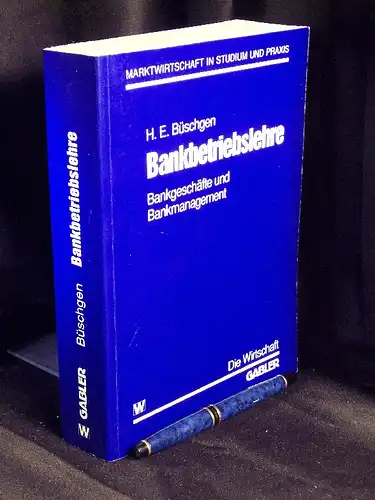 MARKTWIRTSCHAFT IN STUDIUM UND PRAXIS
H. E. Büschgen
Bankbetriebslehre
Bankgeschäfte und
Bankmanagement
Die Wirtschaft
W GABLER
Büschgen Bankbetriebslehre
GABLER
W